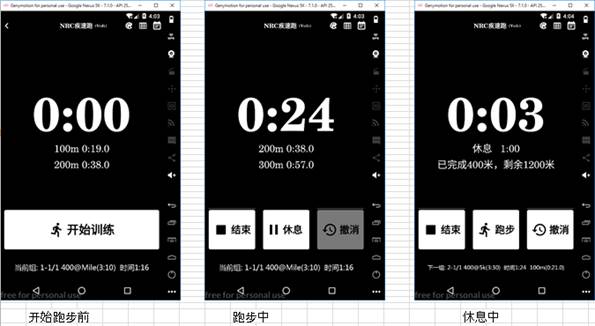 Genymotion for personal use - Google Nexus 5X - 7.1.0 - API 25...
4:03
NRC疾速跑 (Wudu)
0:00
100m 0:19.0
200m 0:38.0
开始训练
当前组: 1-1/1 400@Mile(3:10) 时间1:16
free for personal use
开始跑步前
Genymotion for personal use - Google Nexus 5X - 7.1.0 - API 25...
4:03
NRC疾速跑
0:24
200m 0:38.0
300m 0:57.0
结束
休息
撤消
当前组: 1-1/1 400@Mile(3:10) 时间1:16
free for personal use
跑步中
Genymotion for personal use - Google Nexus 5X - 7.1.0 - API 25...
4:04
NRC疾速跑
0:03
休息 1:00
已完成400米，剩余1200米
结束
跑步
撤消
下一组: 2-1/1 400@5k(3:30) 时间1:24 100m(0:21.0)
free for personal use
休息中